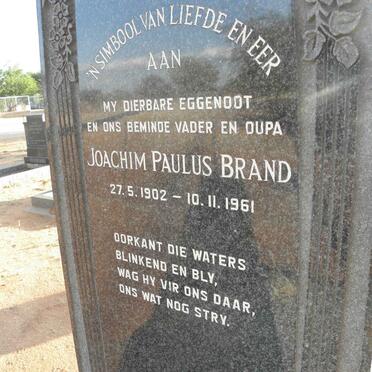 'N SIMBOOL VAN LIEFDE EN EER
AAN
MY DIERBARE EGGENOOT
EN ONS BEMINDE VADER EN OUPA
JOACHIM PAULUS BRAND
27.5.1902 – 10.11.1961
OORKANT DIE WATERS
BLINKEND EN BLY,
WAG HY VIR ONS DAAR,
ONS WAT NOG STRY.